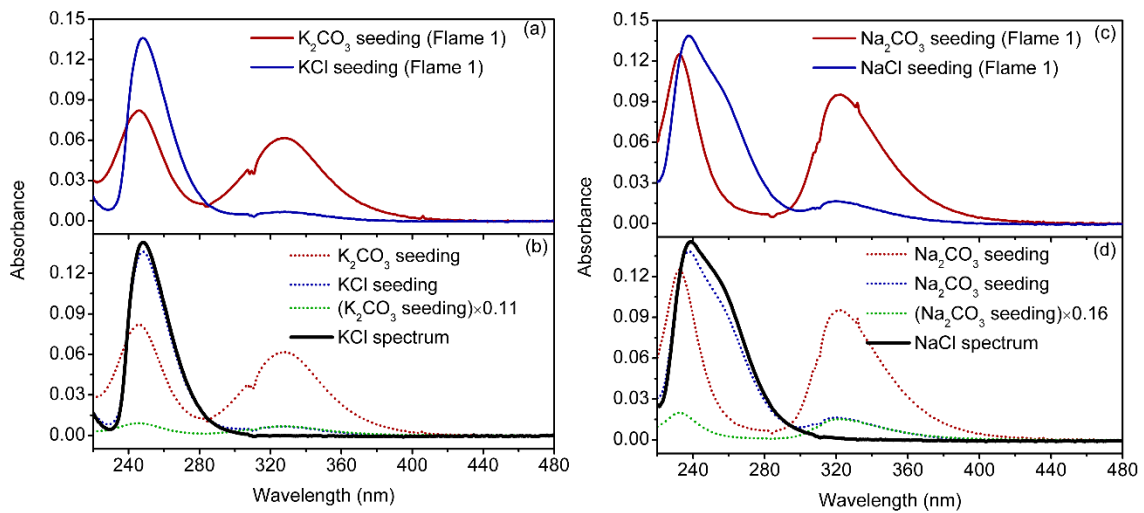 0.15
0.12
0.09
0.06
0.03
0.00
(a)
K2CO3 seeding (Flame 1)
KCl seeding (Flame 1)
0.12
0.09
0.06
0.03
0.00
(b)
K2CO3 seeding
KCl seeding
(K2CO3 seeding)×0.11
KCl spectrum
240 280 320 360 400 440 480
Wavelength (nm)
Absorbance
0.15
0.12
0.09
0.06
0.03
0.00
(c)
Na2CO3 seeding (Flame 1)
NaCl seeding (Flame 1)
0.12
0.09
0.06
0.03
0.00
(d)
Na2CO3 seeding
Na2CO3 seeding
(Na2CO3 seeding)×0.16
NaCl spectrum
240 280 320 360 400 440 480
Wavelength (nm)
Absorbance